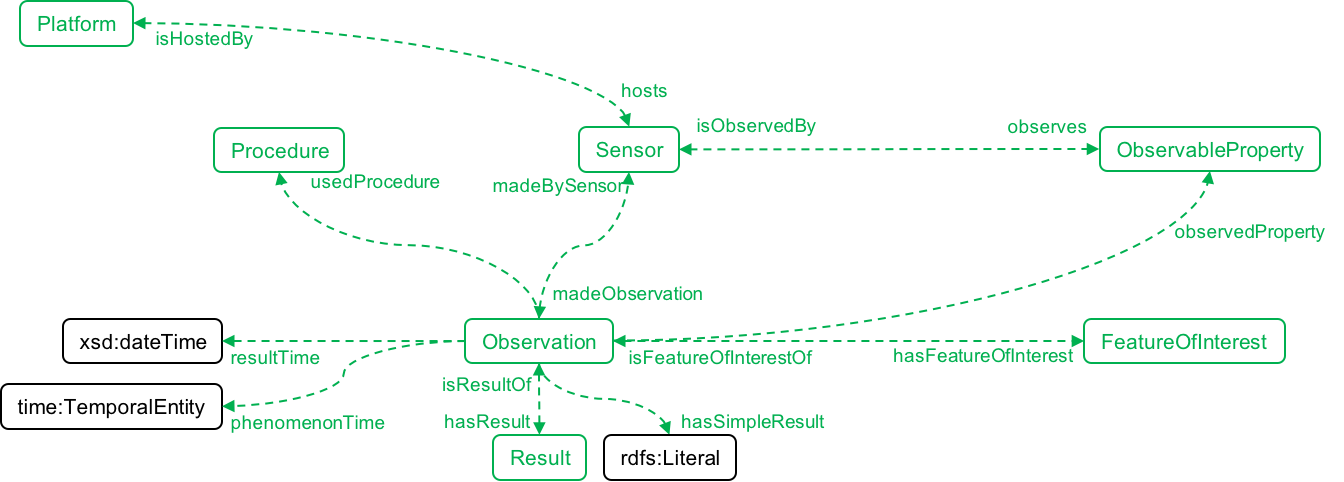 Platform
isHostedBy
hosts
isObservedBy
observes
Procedure
Sensor
ObservableProperty
usedProcedure
madeBySensor
observedProperty
madeObservation
xsd:dateTime
Observation
FeatureOfInterest
resultTime
isFeatureOfInterestOf
hasFeatureOfInterest
isResultOf
time:TemporalEntity
phenomenonTime
hasResult
hasSimpleResult
Result
rdfs:Literal